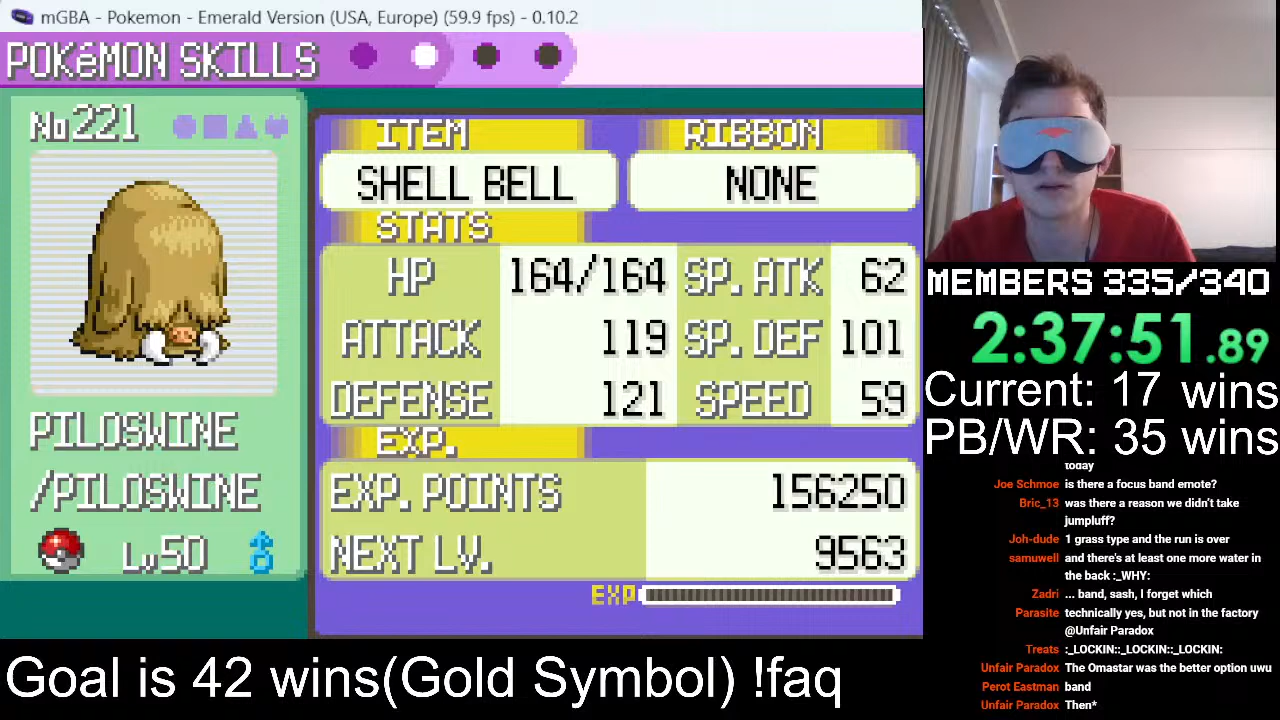 mGBA - Pokemon - Emerald Version (USA, Europe) (59.9 fps) - 0.10.2
POKéMON SKILLS
No221
ITEM RIBBON
SHELL BELL NONE
STATS
HP 164/164 SP. ATK 62
ATTACK 119 SP. DEF 101
DEFENSE 121 SPEED 59
EXP.
EXP. POINTS 156250
NEXT LV. 9563
EXP
PILOSWINE
/PILOSWINE
Lv50 ♂
MEMBERS 335/340
2:37:51.89
Current: 17 wins
PB/WR: 35 wins
today
Joe Schmoe is there a focus band emote?
Bric_13 was there a reason we didn't take
jumpluff?
Joh-dude 1 grass type and the run is over
samuwell and there's at least one more water in
the back :_WHY:
Zadri ... band, sash, I forget which
Parasite technically yes, but not in the factory
@Unfair Paradox
Treats :_LOCKIN::_LOCKIN::_LOCKIN:
Unfair Paradox The Omastar was the better option uwu
Perot Eastman band
Unfair Paradox Then*
Goal is 42 wins(Gold Symbol) !faq